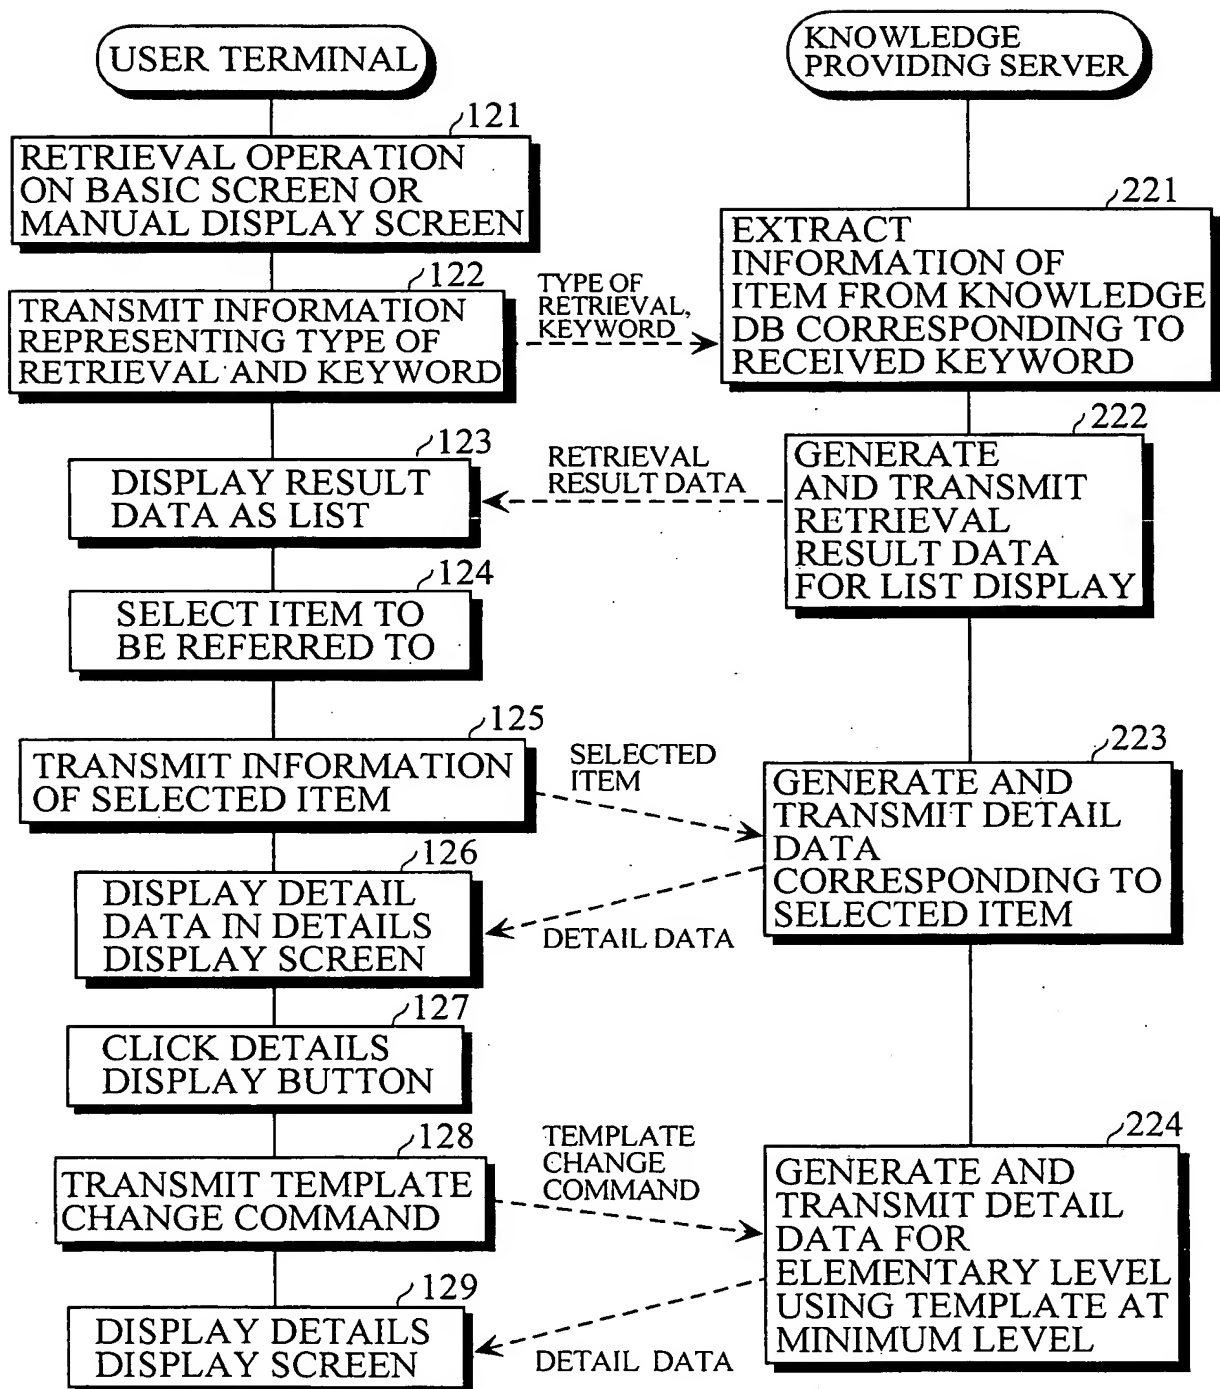 USER TERMINAL
KNOWLEDGE
PROVIDING SERVER
121
RETRIEVAL OPERATION
ON BASIC SCREEN OR
MANUAL DISPLAY SCREEN
122
TRANSMIT INFORMATION
REPRESENTING TYPE OF
RETRIEVAL AND KEYWORD
TYPE OF
RETRIEVAL,
KEYWORD
221
EXTRACT
INFORMATION OF
ITEM FROM KNOWLEDGE
DB CORRESPONDING TO
RECEIVED KEYWORD
222
GENERATE
AND TRANSMIT
RETRIEVAL
RESULT DATA
FOR LIST DISPLAY
RETRIEVAL
RESULT DATA
123
DISPLAY RESULT
DATA AS LIST
124
SELECT ITEM TO
BE REFERRED TO
125
TRANSMIT INFORMATION
OF SELECTED ITEM
SELECTED
ITEM
223
GENERATE AND
TRANSMIT DETAIL
DATA
CORRESPONDING TO
SELECTED ITEM
DETAIL DATA
126
DISPLAY DETAIL
DATA IN DETAILS
DISPLAY SCREEN
127
CLICK DETAILS
DISPLAY BUTTON
128
TRANSMIT TEMPLATE
CHANGE COMMAND
TEMPLATE
CHANGE
COMMAND
224
GENERATE AND
TRANSMIT DETAIL
DATA FOR
ELEMENTARY LEVEL
USING TEMPLATE AT
MINIMUM LEVEL
DETAIL DATA
129
DISPLAY DETAILS
DISPLAY SCREEN